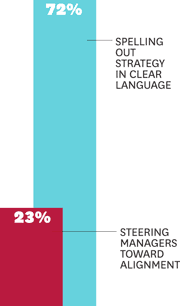 72%
SPELLING
OUT
STRATEGY
IN CLEAR
LANGUAGE
23%
STEERING
MANAGERS
TOWARD
ALIGNMENT